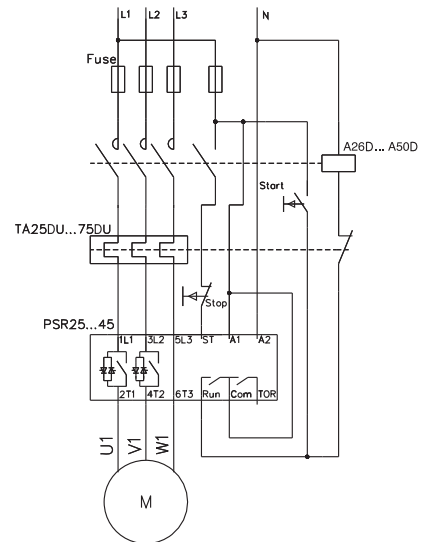 L1 L2 L3 N
Fuse
A26D... A50D
Start
TA25DU...75DU
Stop
PSR25...45
1L1 3L2 5L3 ST A1 A2
2T1 4T2 6T3 Run Com TOR
U1 V1 W1
M